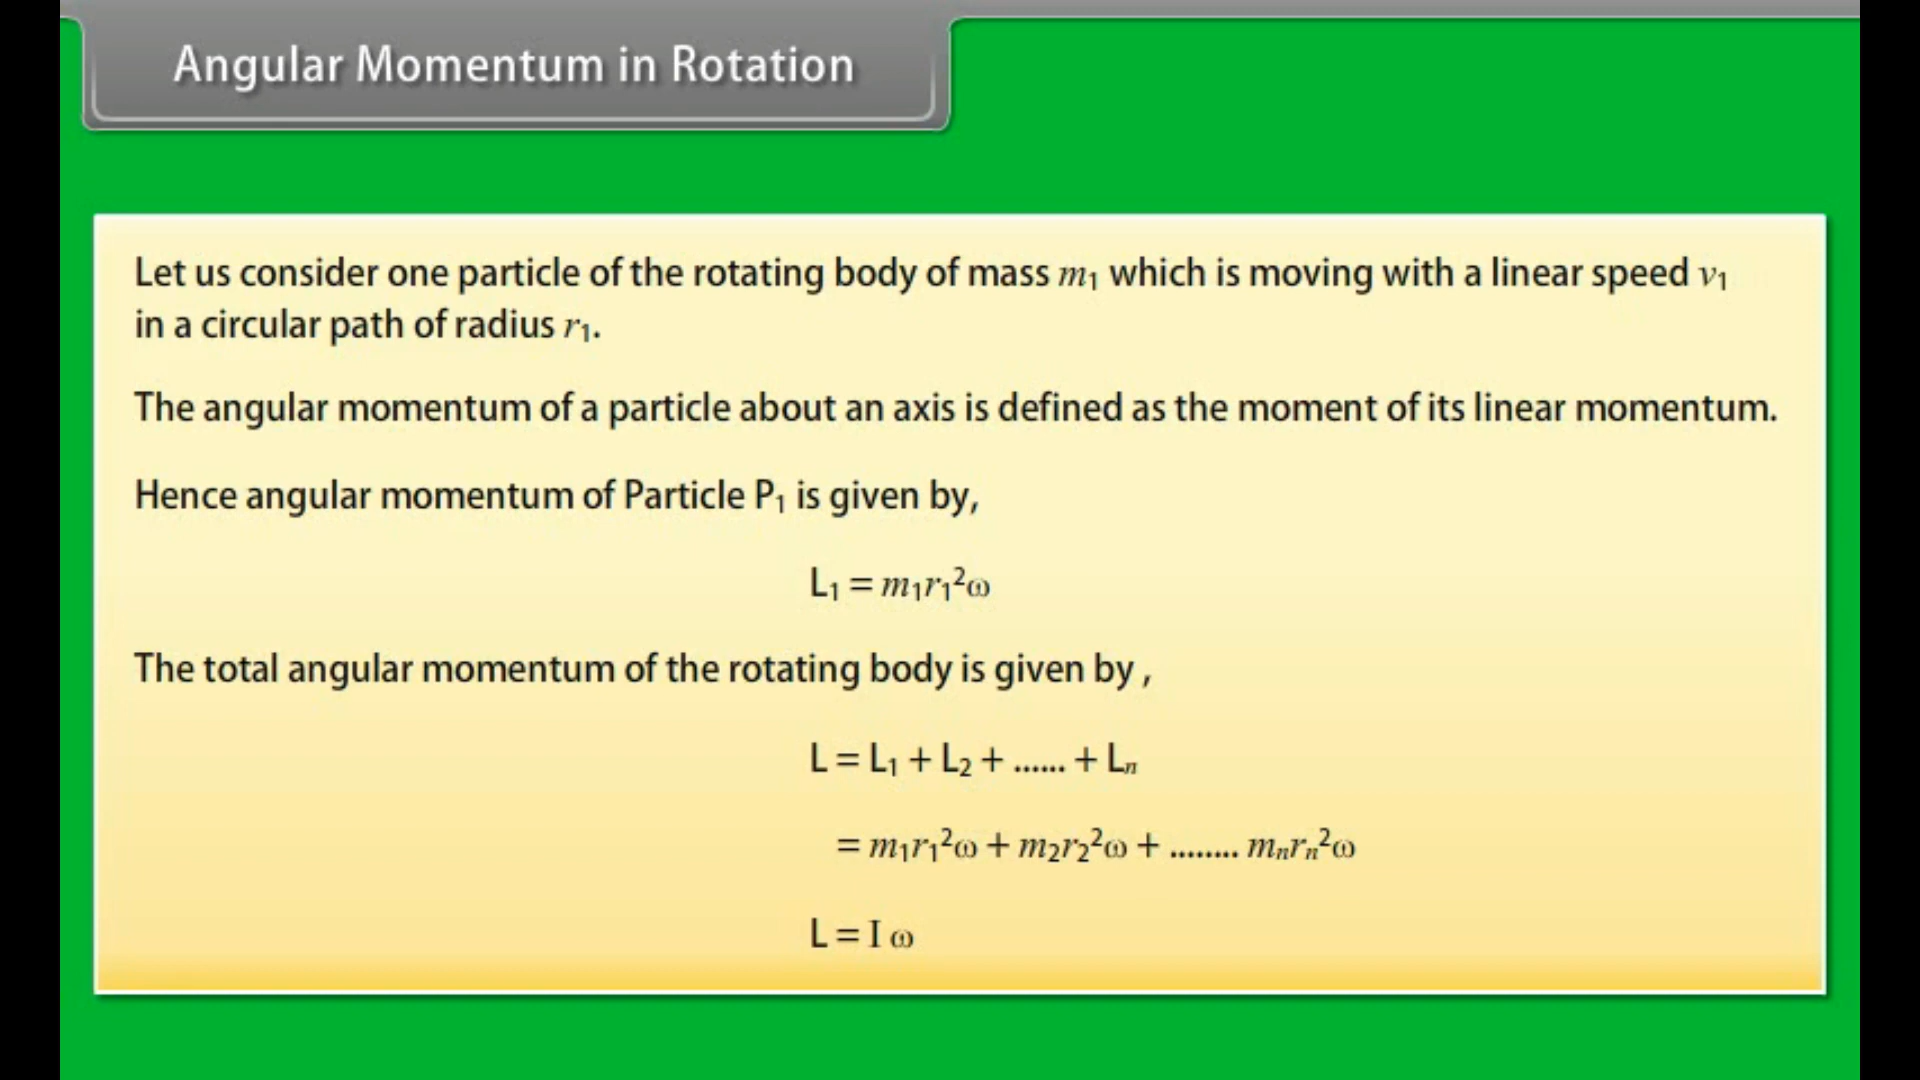 Angular Momentum in Rotation
Let us consider one particle of the rotating body of mass m₁ which is moving with a linear speed v₁
in a circular path of radius r₁.
The angular momentum of a particle about an axis is defined as the moment of its linear momentum.
Hence angular momentum of Particle P₁ is given by,
L₁ = m₁r₁²ω
The total angular momentum of the rotating body is given by ,
L = L₁ + L₂ + ...... + Lₙ
= m₁r₁²ω + m₂r₂²ω + ........ mₙrₙ²ω
L = I ω